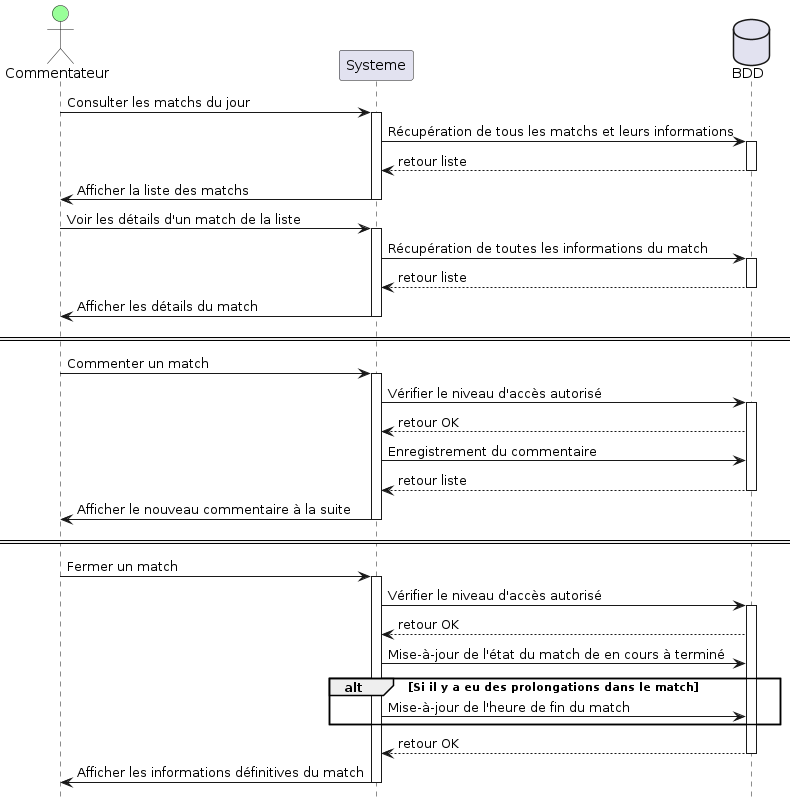 Commentateur
Systeme
BDD
Consulter les matchs du jour
Récupération de tous les matchs et leurs informations
retour liste
Afficher la liste des matchs
Voir les détails d'un match de la liste
Récupération de toutes les informations du match
retour liste
Afficher les détails du match
Commenter un match
Vérifier le niveau d'accès autorisé
retour OK
Enregistrement du commentaire
retour liste
Afficher le nouveau commentaire à la suite
Fermer un match
Vérifier le niveau d'accès autorisé
retour OK
Mise-à-jour de l'état du match de en cours à terminé
alt [Si il y a eu des prolongations dans le match]
Mise-à-jour de l'heure de fin du match
retour OK
Afficher les informations définitives du match